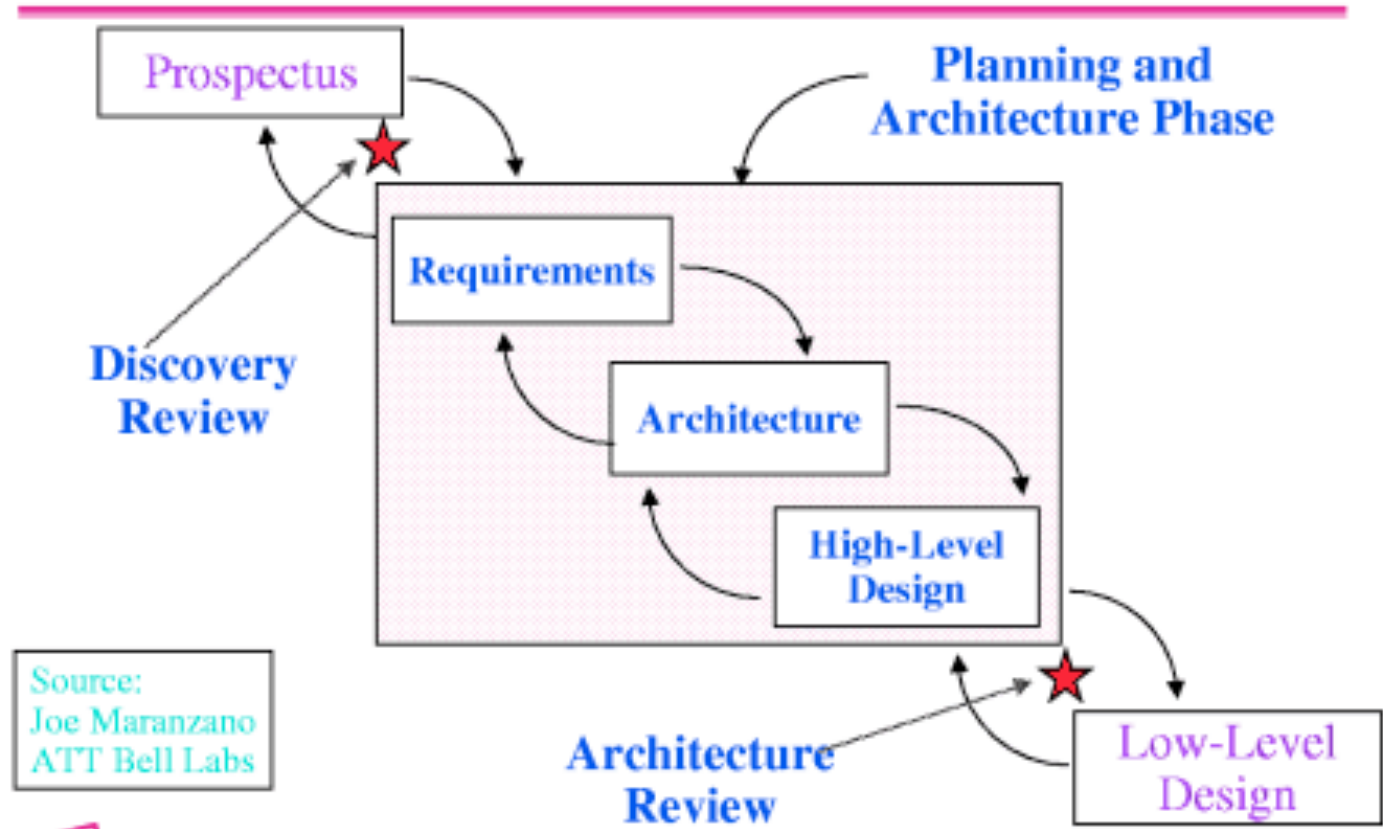 Prospectus
Planning and
Architecture Phase
Requirements
Discovery
Review
Architecture
High-Level
Design
Source:
Joe Maranzano
ATT Bell Labs
Architecture
Review
Low-Level
Design